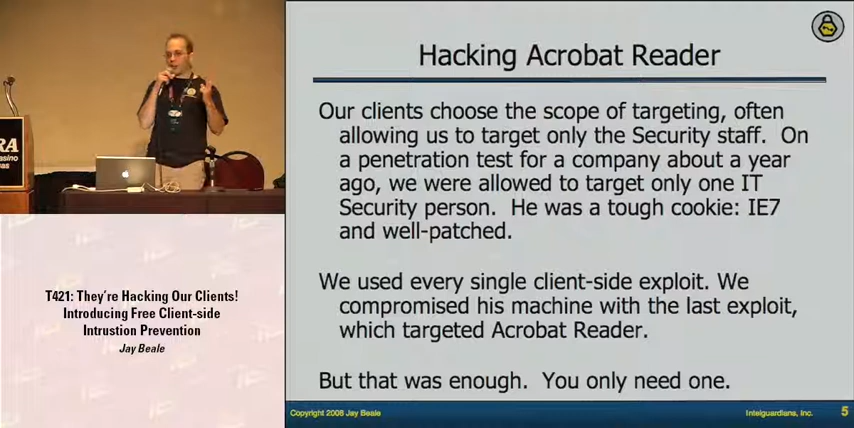 Hacking Acrobat Reader
Our clients choose the scope of targeting, often
allowing us to target only the Security staff. On
a penetration test for a company about a year
ago, we were allowed to target only one IT
Security person. He was a tough cookie: IE7
and well-patched.
We used every single client-side exploit. We
compromised his machine with the last exploit,
which targeted Acrobat Reader.
But that was enough. You only need one.
Copyright 2008 Jay Beale
Intelguardians, Inc.
5
RA
asino
as
T421: They're Hacking Our Clients!
Introducing Free Client-side
Intrustion Prevention
Jay Beale